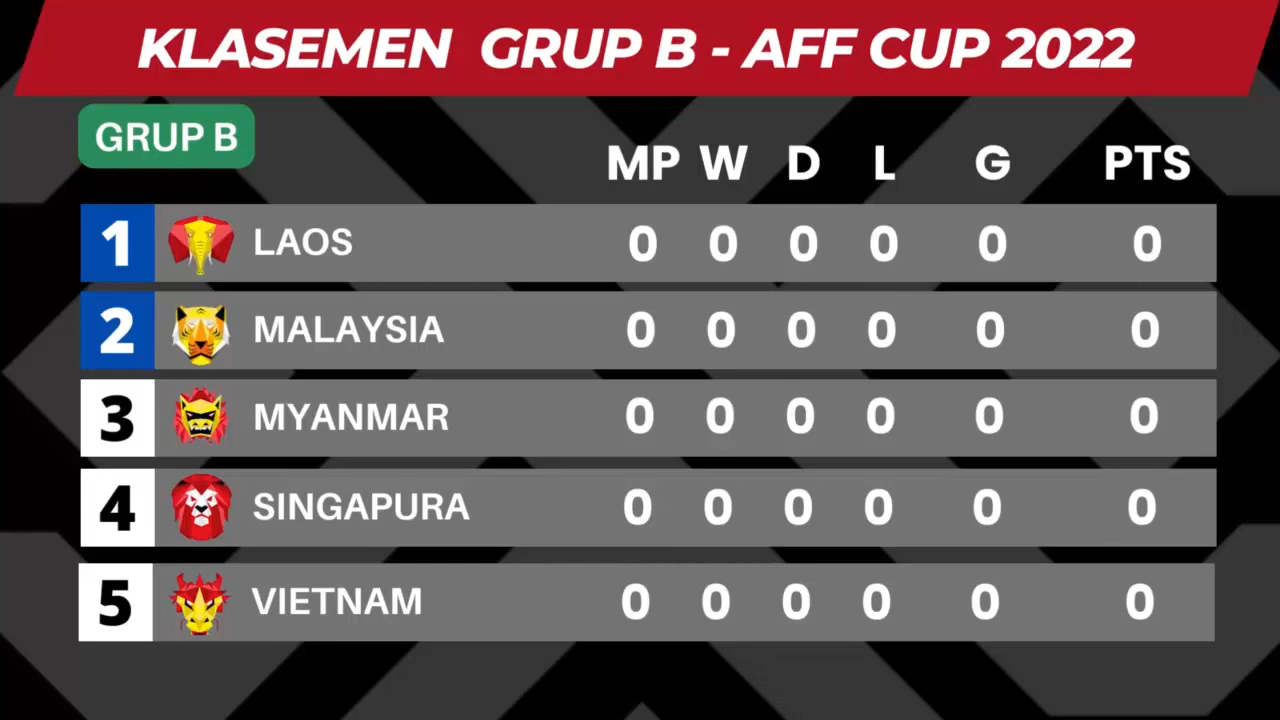 KLASEMEN GRUP B - AFF CUP 2022
GRUP B
MP W D L G PTS
1 LAOS 0 0 0 0 0 0
2 MALAYSIA 0 0 0 0 0 0
3 MYANMAR 0 0 0 0 0 0
4 SINGAPURA 0 0 0 0 0 0
5 VIETNAM 0 0 0 0 0 0